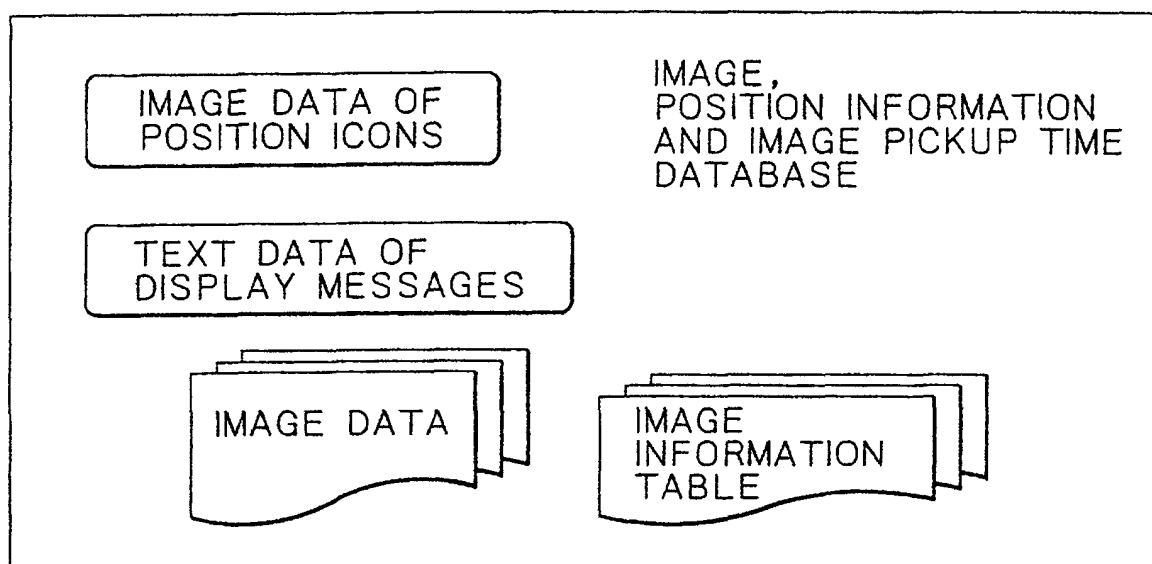 IMAGE DATA OF
POSITION ICONS
IMAGE,
POSITION INFORMATION
AND IMAGE PICKUP TIME
DATABASE
TEXT DATA OF
DISPLAY MESSAGES
IMAGE DATA
IMAGE
INFORMATION
TABLE